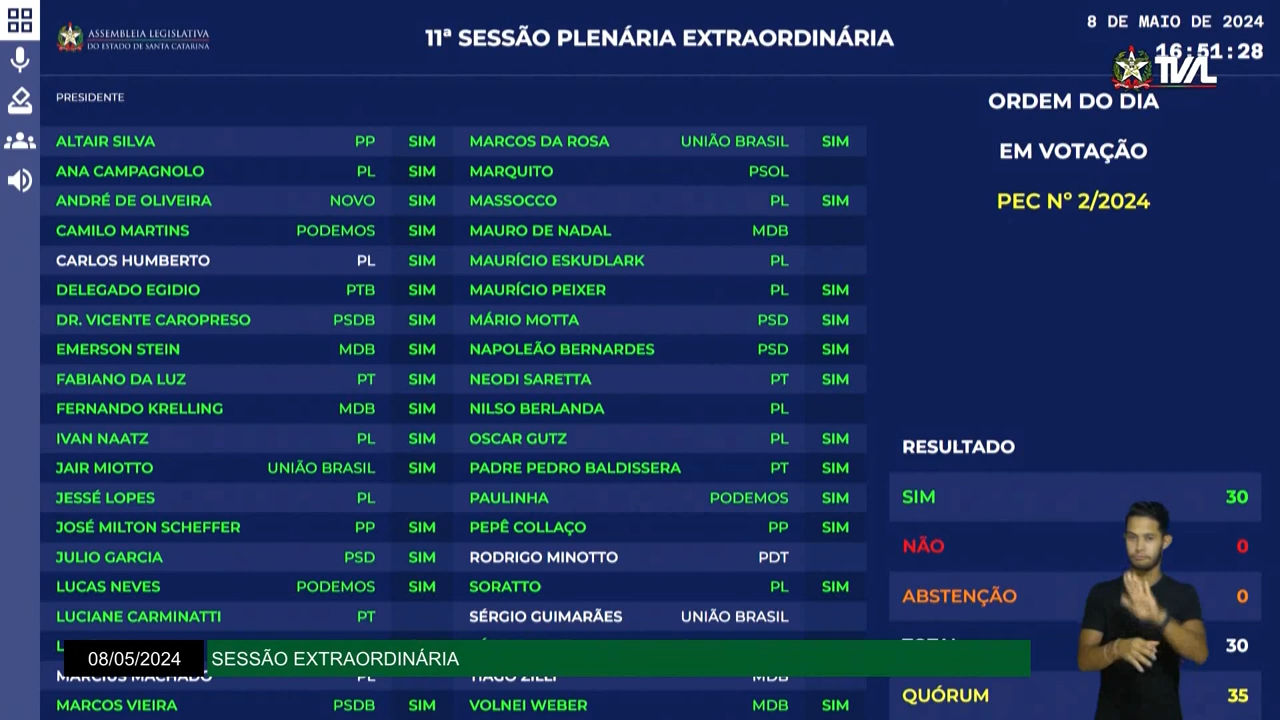 ASSEMBLEIA LEGISLATIVA
DO ESTADO DE SANTA CATARINA
11ª SESSÃO PLENÁRIA EXTRAORDINÁRIA
8 DE MAIO DE 2024
16:51:28
TVAL
PRESIDENTE
ALTAIR SILVA PP SIM MARCOS DA ROSA UNIÃO BRASIL SIM
ANA CAMPAGNOLO PL SIM MARQUITO PSOL
ANDRÉ DE OLIVEIRA NOVO SIM MASSOCCO PL SIM
CAMILO MARTINS PODEMOS SIM MAURO DE NADAL MDB
CARLOS HUMBERTO PL SIM MAURÍCIO ESKUDLARK PL
DELEGADO EGIDIO PTB SIM MAURÍCIO PEIXER PL SIM
DR. VICENTE CAROPRESO PSDB SIM MÁRIO MOTTA PSD SIM
EMERSON STEIN MDB SIM NAPOLEÃO BERNARDES PSD SIM
FABIANO DA LUZ PT SIM NEODI SARETTA PT SIM
FERNANDO KRELLING MDB SIM NILSO BERLANDA PL
IVAN NAATZ PL SIM OSCAR GUTZ PL SIM
JAIR MIOTTO UNIÃO BRASIL SIM PADRE PEDRO BALDISSERA PT SIM
JESSÉ LOPES PL PAULINHA PODEMOS SIM
JOSÉ MILTON SCHEFFER PP SIM PEPÊ COLLAÇO PP SIM
JULIO GARCIA PSD SIM RODRIGO MINOTTO PDT
LUCAS NEVES PODEMOS SIM SORATTO PL SIM
LUCIANE CARMINATTI PT SÉRGIO GUIMARÃES UNIÃO BRASIL
MARCIUS MACHADO PL TIAGO ZILLI MDB
MARCOS VIEIRA PSDB SIM VOLNEI WEBER MDB SIM
ORDEM DO DIA
EM VOTAÇÃO
PEC Nº 2/2024
RESULTADO
SIM 30
NÃO 0
ABSTENÇÃO 0
TOTAL 30
QUÓRUM 35
08/05/2024 SESSÃO EXTRAORDINÁRIA